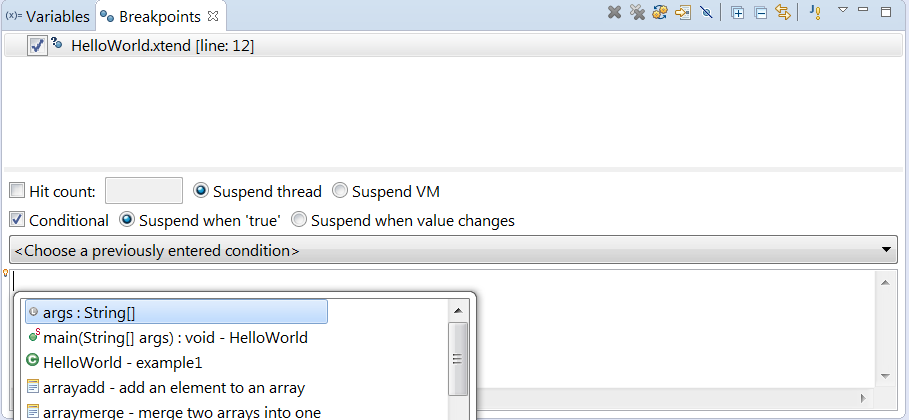 (x)= Variables Breakpoints
HelloWorld.xtend [line: 12]
Hit count: Suspend thread Suspend VM
Conditional Suspend when 'true' Suspend when value changes
<Choose a previously entered condition>
args : String[]
main(String[] args) : void - HelloWorld
HelloWorld - example1
arrayadd - add an element to an array
arraymerge - merge two arrays into one